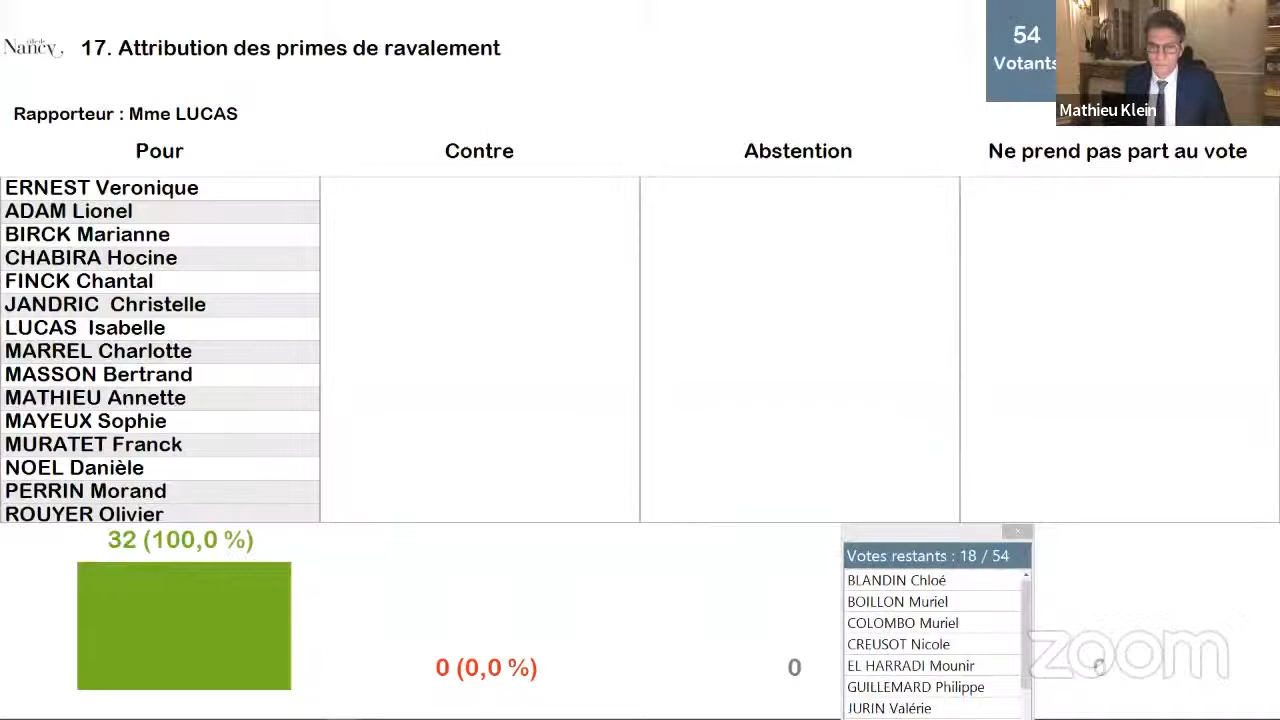 ville de
Nancy,
17. Attribution des primes de ravalement
54
Votants
Mathieu Klein
Rapporteur : Mme LUCAS
Pour
Contre
Abstention
Ne prend pas part au vote
ERNEST Veronique
ADAM Lionel
BIRCK Marianne
CHABIRA Hocine
FINCK Chantal
JANDRIC  Christelle
LUCAS  Isabelle
MARREL Charlotte
MASSON Bertrand
MATHIEU Annette
MAYEUX Sophie
MURATET Franck
NOEL Danièle
PERRIN Morand
ROUYER Olivier
32 (100,0 %)
0 (0,0 %)
0
0
Votes restants : 18 / 54
BLANDIN Chloé
BOILLON Muriel
COLOMBO Muriel
CREUSOT Nicole
EL HARRADI Mounir
GUILLEMARD Philippe
JURIN Valérie
zoom